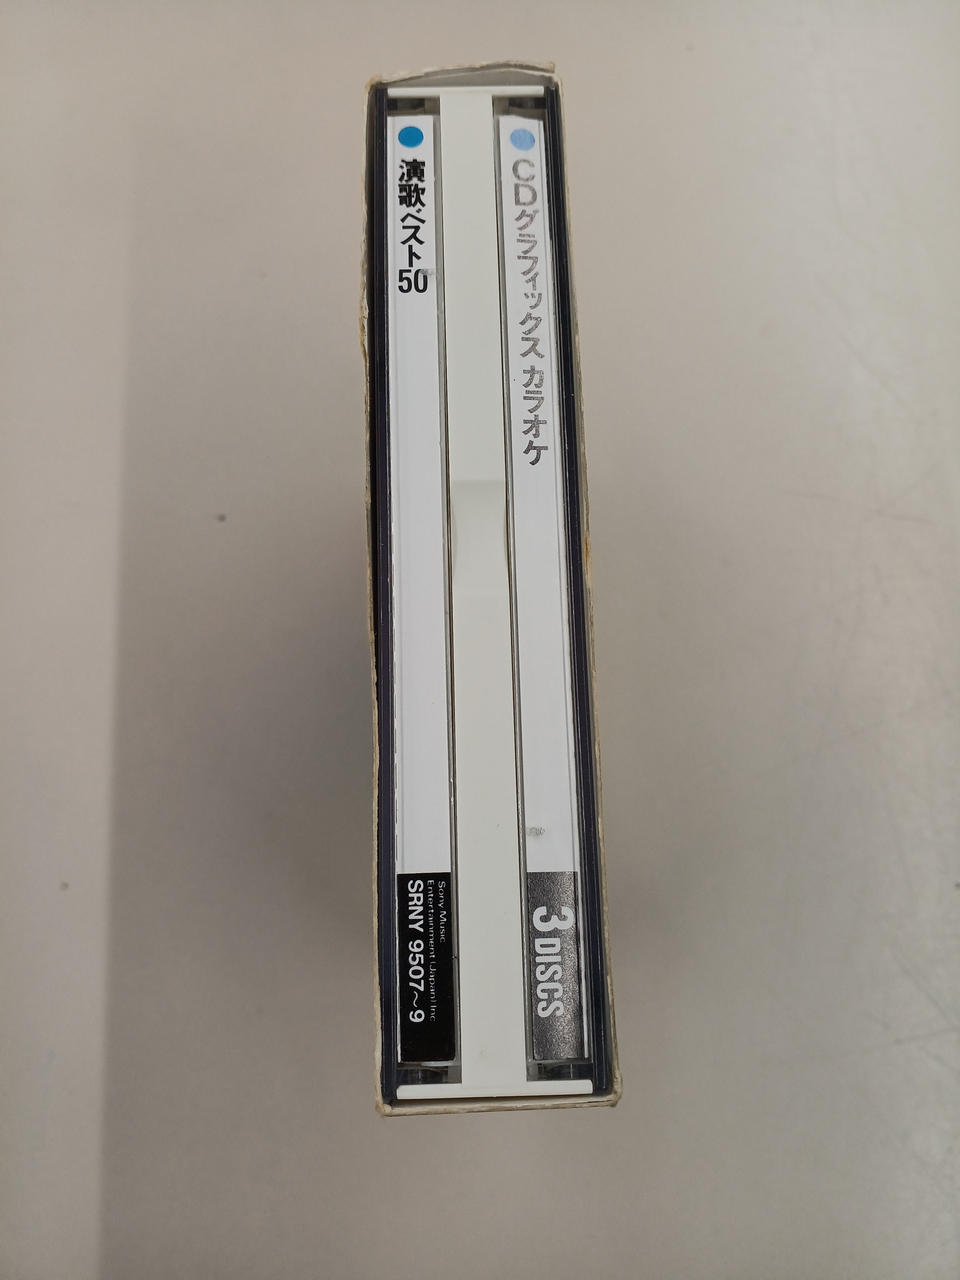 演歌ベスト50
Sony Music
Entertainment (Japan) Inc.
SRNY 9507〜9
CDグラフィックス カラオケ
3 DISCS